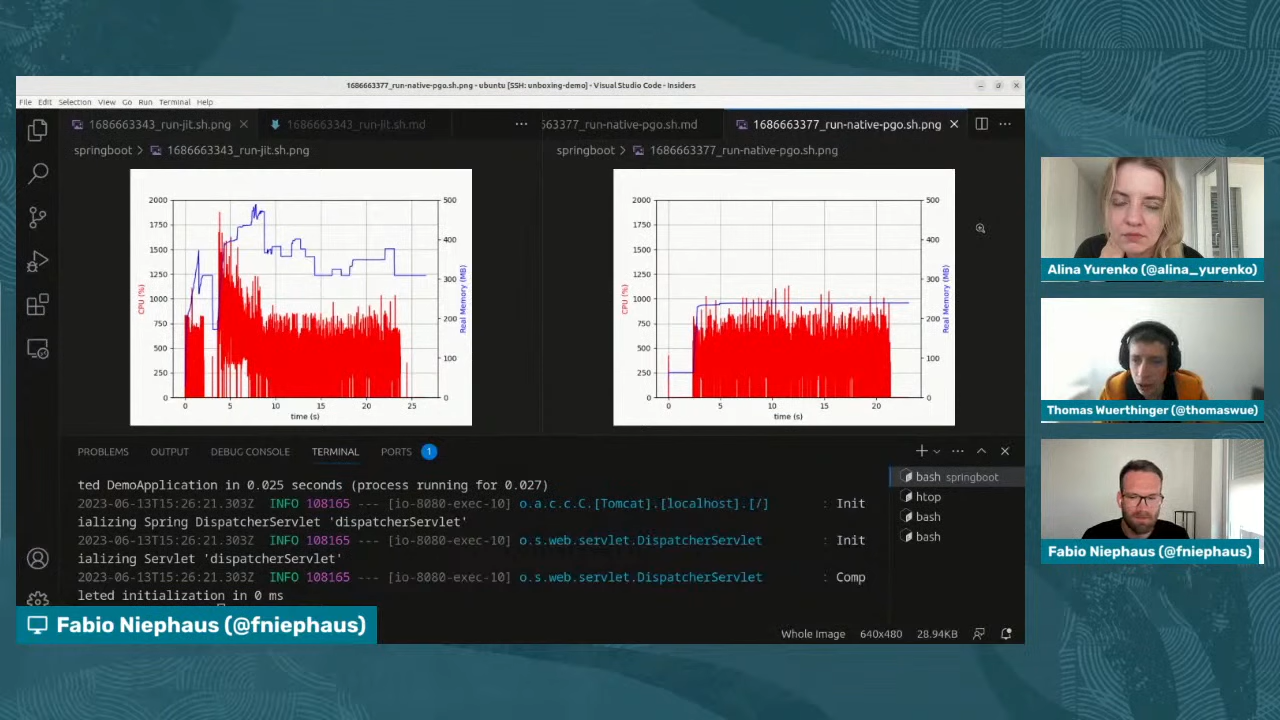 1686663377_run-native-pgo.sh.png - ubuntu [SSH: unboxing-demo] - Visual Studio Code - Insiders
File Edit Selection View Go Run Terminal Help
1686663343_run-jit.sh.png
1686663343_run-jit.sh.md
63377_run-native-pgo.sh.md
1686663377_run-native-pgo.sh.png
springboot > 1686663343_run-jit.sh.png
springboot > 1686663377_run-native-pgo.sh.png
2000
1750
1500
1250
1000
750
500
250
0
CPU (%)
500
400
300
200
100
0
Real Memory (MB)
0 5 10 15 20 25
time (s)
2000
1750
1500
1250
1000
750
500
250
0
CPU (%)
500
400
300
200
100
0
Real Memory (MB)
0 5 10 15 20
time (s)
PROBLEMS OUTPUT DEBUG CONSOLE TERMINAL PORTS 1
ted DemoApplication in 0.025 seconds (process running for 0.027)
2023-06-13T15:26:21.303Z INFO 108165 --- [io-8080-exec-10] o.a.c.c.C.[Tomcat].[localhost].[/] : Init
ializing Spring DispatcherServlet 'dispatcherServlet'
2023-06-13T15:26:21.303Z INFO 108165 --- [io-8080-exec-10] o.s.web.servlet.DispatcherServlet : Init
ializing Servlet 'dispatcherServlet'
2023-06-13T15:26:21.303Z INFO 108165 --- [io-8080-exec-10] o.s.web.servlet.DispatcherServlet : Comp
leted initialization in 0 ms
bash springboot
htop
bash
bash
Whole Image 640x480 28.94KB
Fabio Niephaus (@fniephaus)
Alina Yurenko (@alina_yurenko)
Thomas Wuerthinger (@thomaswue)
Fabio Niephaus (@fniephaus)